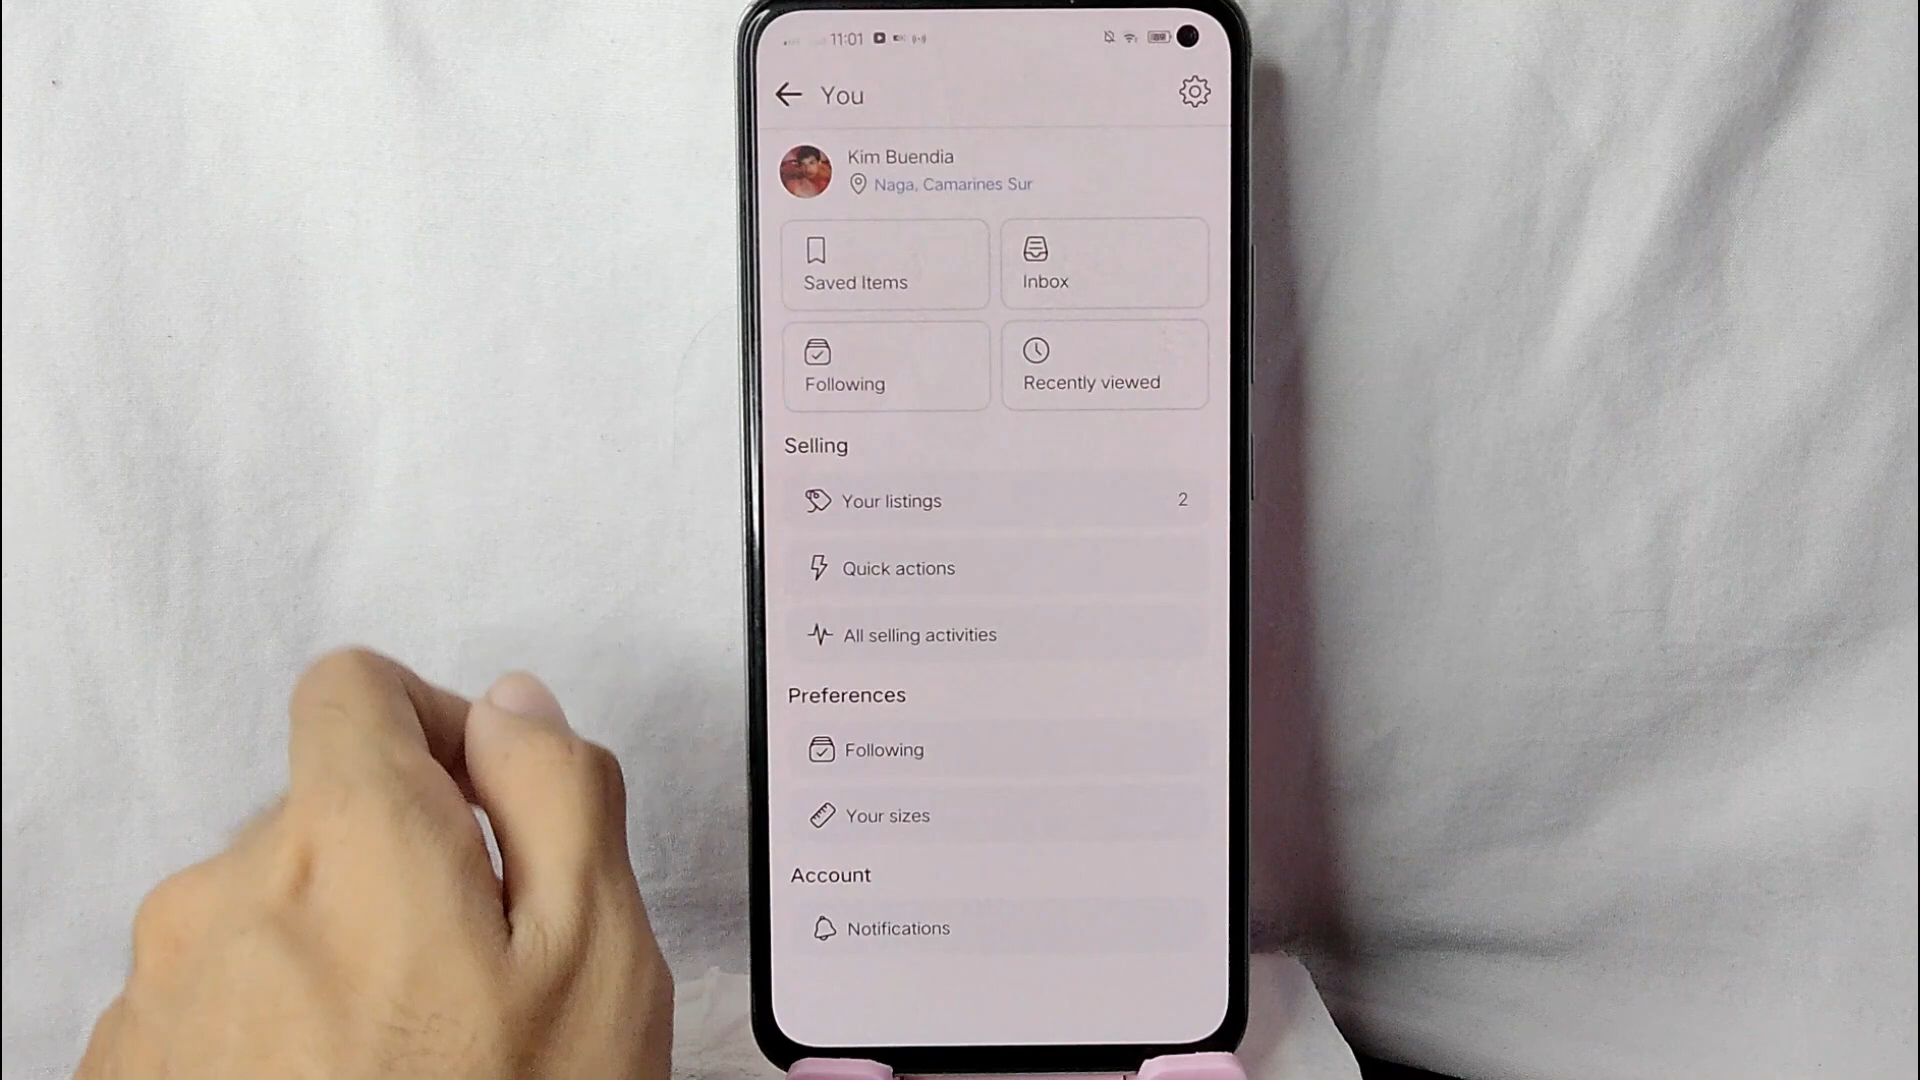 11:01
You
Kim Buendia
Naga, Camarines Sur
Saved Items
Inbox
Following
Recently viewed
Selling
Your listings 2
Quick actions
All selling activities
Preferences
Following
Your sizes
Account
Notifications